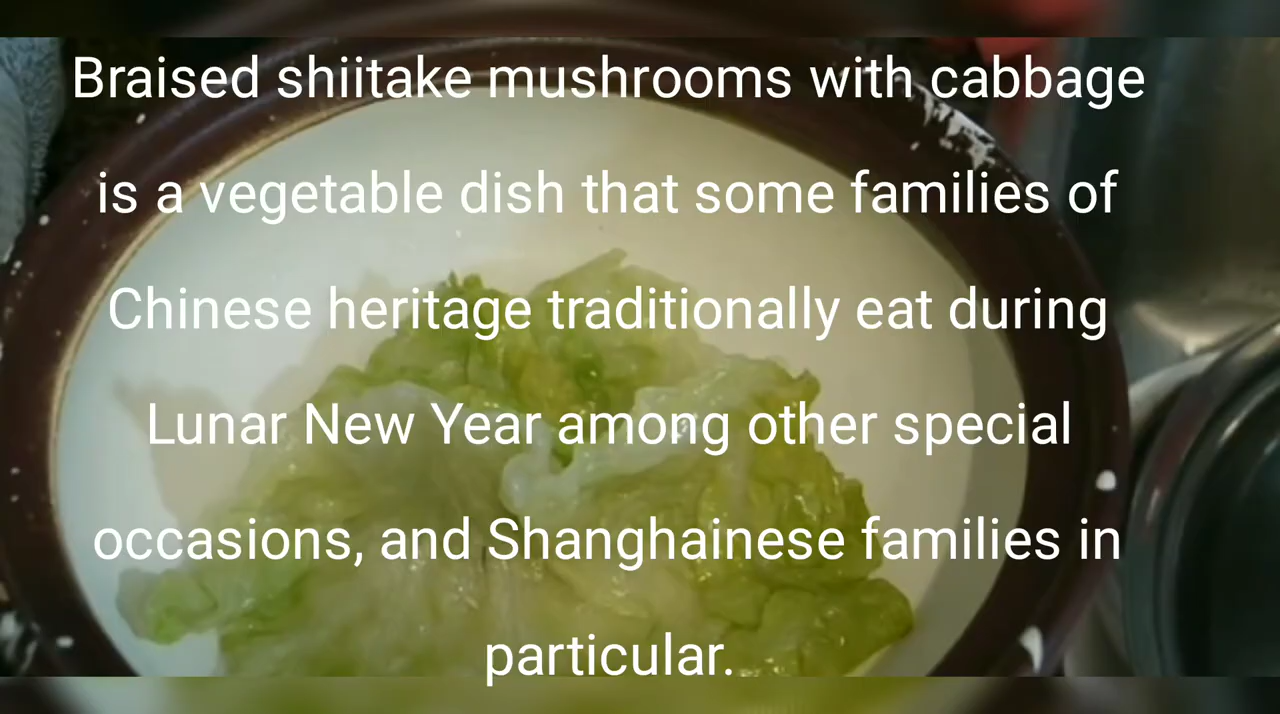 Braised shiitake mushrooms with cabbage
is a vegetable dish that some families of
Chinese heritage traditionally eat during
Lunar New Year among other special
occasions, and Shanghainese families in
particular.